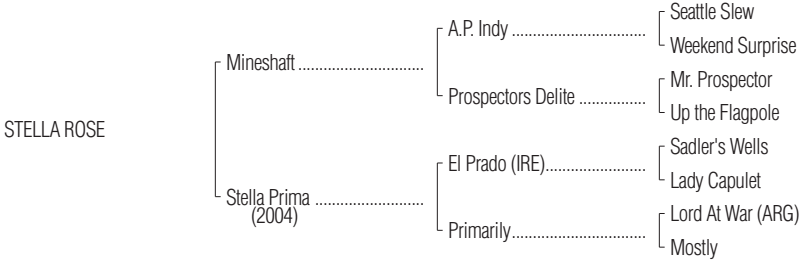 Seattle Slew
A.P. Indy
Weekend Surprise
Mineshaft
Mr. Prospector
Prospectors Delite
Up the Flagpole
STELLA ROSE
Sadler's Wells
El Prado (IRE)
Lady Capulet
Stella Prima
(2004)
Lord At War (ARG)
Primarily
Mostly